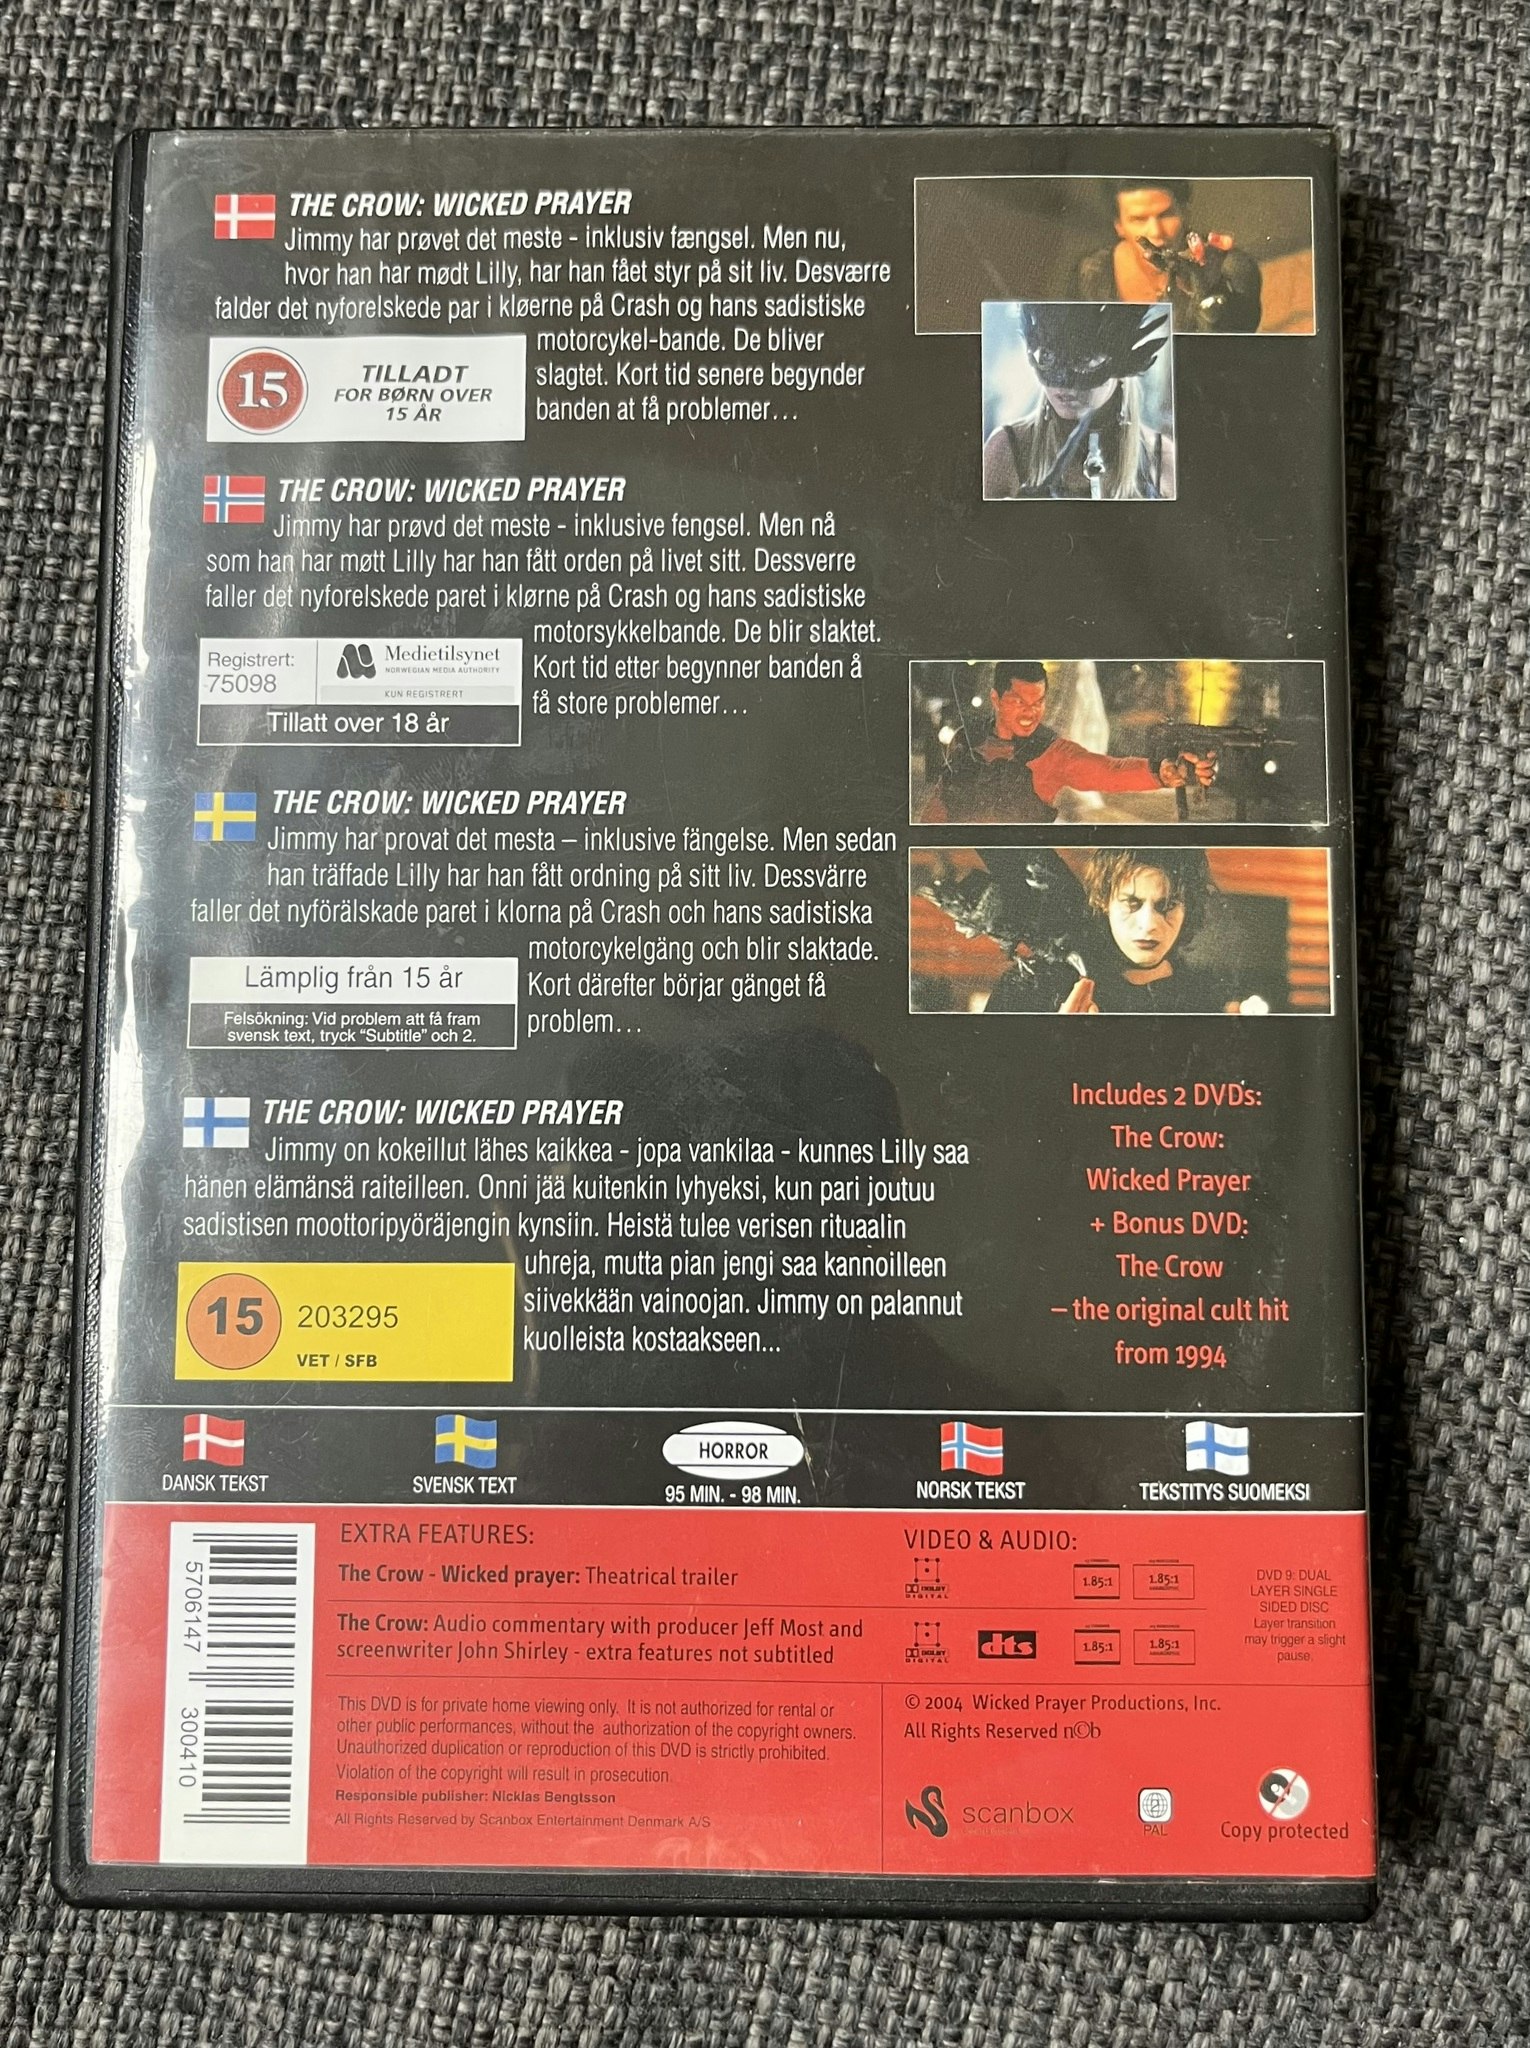 THE CROW: WICKED PRAYER
Jimmy har prøvet det meste - inklusiv fængsel. Men nu,
hvor han har mødt Lilly, har han fået styr på sit liv. Desværre
falder det nyforelskede par i kløerne på Crash og hans sadistiske
motorcykel-bande. De bliver
slagtet. Kort tid senere begynder
banden at få problemer...
15
TILLADT
FOR BØRN OVER
15 ÅR
THE CROW: WICKED PRAYER
Jimmy har prøvd det meste - inklusive fengsel. Men nå
som han har møtt Lilly har han fått orden på livet sitt. Dessverre
faller det nyforelskede paret i klørne på Crash og hans sadistiske
motorsykkelbande. De blir slaktet.
Kort tid etter begynner banden å
få store problemer...
Registrert:
75098
Medietilsynet
NORWEGIAN MEDIA AUTHORITY
KUN REGISTRERT
Tillatt over 18 år
THE CROW: WICKED PRAYER
Jimmy har provat det mesta – inklusive fängelse. Men sedan
han träffade Lilly har han fått ordning på sitt liv. Dessvärre
faller det nyförälskade paret i klorna på Crash och hans sadistiska
motorcykelgäng och blir slaktade.
Kort därefter börjar gänget få
problem...
Lämplig från 15 år
Felsökning: Vid problem att få fram
svensk text, tryck "Subtitle" och 2.
THE CROW: WICKED PRAYER
Jimmy on kokeillut lähes kaikkea - jopa vankilaa - kunnes Lilly saa
hänen elämänsä raiteilleen. Onni jää kuitenkin lyhyeksi, kun pari joutuu
sadistisen moottoripyöräjengin kynsiin. Heistä tulee verisen rituaalin
uhreja, mutta pian jengi saa kannoilleen
siivekkään vainoojan. Jimmy on palannut
kuolleista kostaakseen...
15
203295
VET / SFB
Includes 2 DVDs:
The Crow:
Wicked Prayer
+ Bonus DVD:
The Crow
– the original cult hit
from 1994
DANSK TEKST
SVENSK TEXT
HORROR
95 MIN. - 98 MIN.
NORSK TEKST
TEKSTITYS SUOMEKSI
5706147 300410
EXTRA FEATURES:
The Crow - Wicked prayer: Theatrical trailer
The Crow: Audio commentary with producer Jeff Most and
screenwriter John Shirley - extra features not subtitled
VIDEO & AUDIO:
DOLBY
DIGITAL
1.85:1
1.85:1
DOLBY
DIGITAL
dts
1.85:1
1.85:1
DVD 9: DUAL
LAYER SINGLE
SIDED DISC
Layer transition
may trigger a slight
pause.
This DVD is for private home viewing only. It is not authorized for rental or
other public performances, without the authorization of the copyright owners.
Unauthorized duplication or reproduction of this DVD is strictly prohibited.
Violation of the copyright will result in prosecution.
Responsible publisher: Nicklas Bengtsson
All Rights Reserved by Scanbox Entertainment Denmark A/S
© 2004 Wicked Prayer Productions, Inc.
All Rights Reserved n©b
scanbox
2
PAL
Copy protected